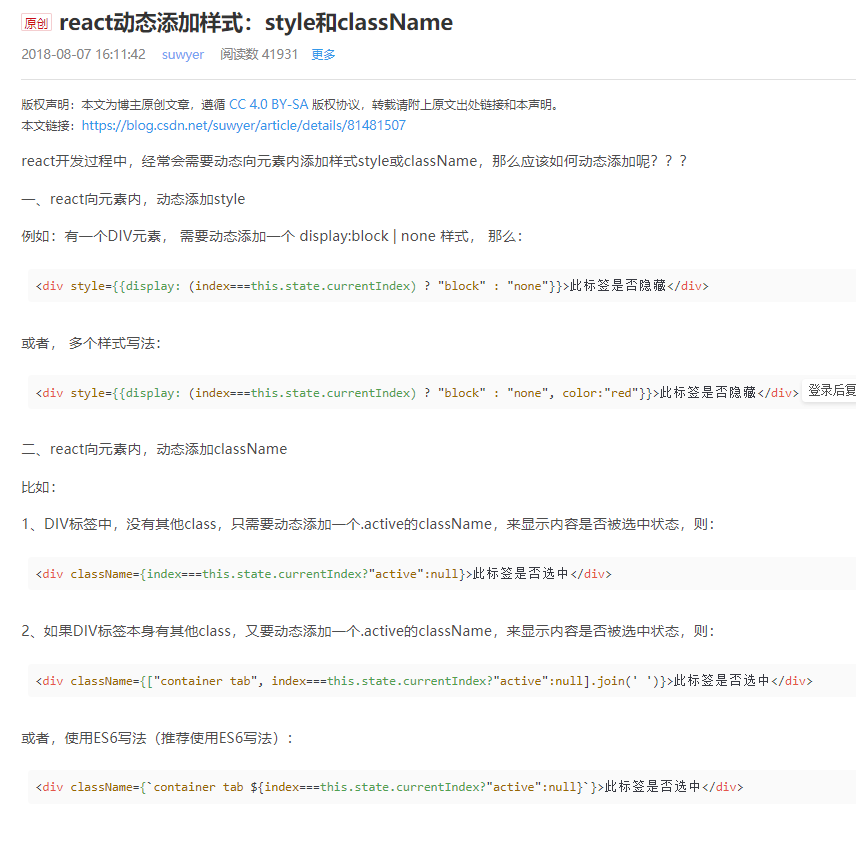 原创 react动态添加样式：style和className
2018-08-07 16:11:42 suwyer 阅读数 41931 更多
版权声明：本文为博主原创文章，遵循 CC 4.0 BY-SA 版权协议，转载请附上原文出处链接和本声明。
本文链接：https://blog.csdn.net/suwyer/article/details/81481507
react开发过程中，经常会需要动态向元素内添加样式style或className，那么应该如何动态添加呢？？？
一、react向元素内，动态添加style
例如：有一个DIV元素， 需要动态添加一个 display:block | none 样式， 那么：
<div style={{display: (index===this.state.currentIndex) ? "block" : "none"}}>此标签是否隐藏</div>
或者， 多个样式写法：
<div style={{display: (index===this.state.currentIndex) ? "block" : "none", color:"red"}}>此标签是否隐藏</div> 登录后复
二、react向元素内，动态添加className
比如：
1、DIV标签中，没有其他class，只需要动态添加一个.active的className，来显示内容是否被选中状态，则：
<div className={index===this.state.currentIndex?"active":null}>此标签是否选中</div>
2、如果DIV标签本身有其他class，又要动态添加一个.active的className，来显示内容是否被选中状态，则：
<div className={["container tab", index===this.state.currentIndex?"active":null].join(' ')}>此标签是否选中</div>
或者，使用ES6写法（推荐使用ES6写法）：
<div className={`container tab ${index===this.state.currentIndex?"active":null}`}>此标签是否选中</div>